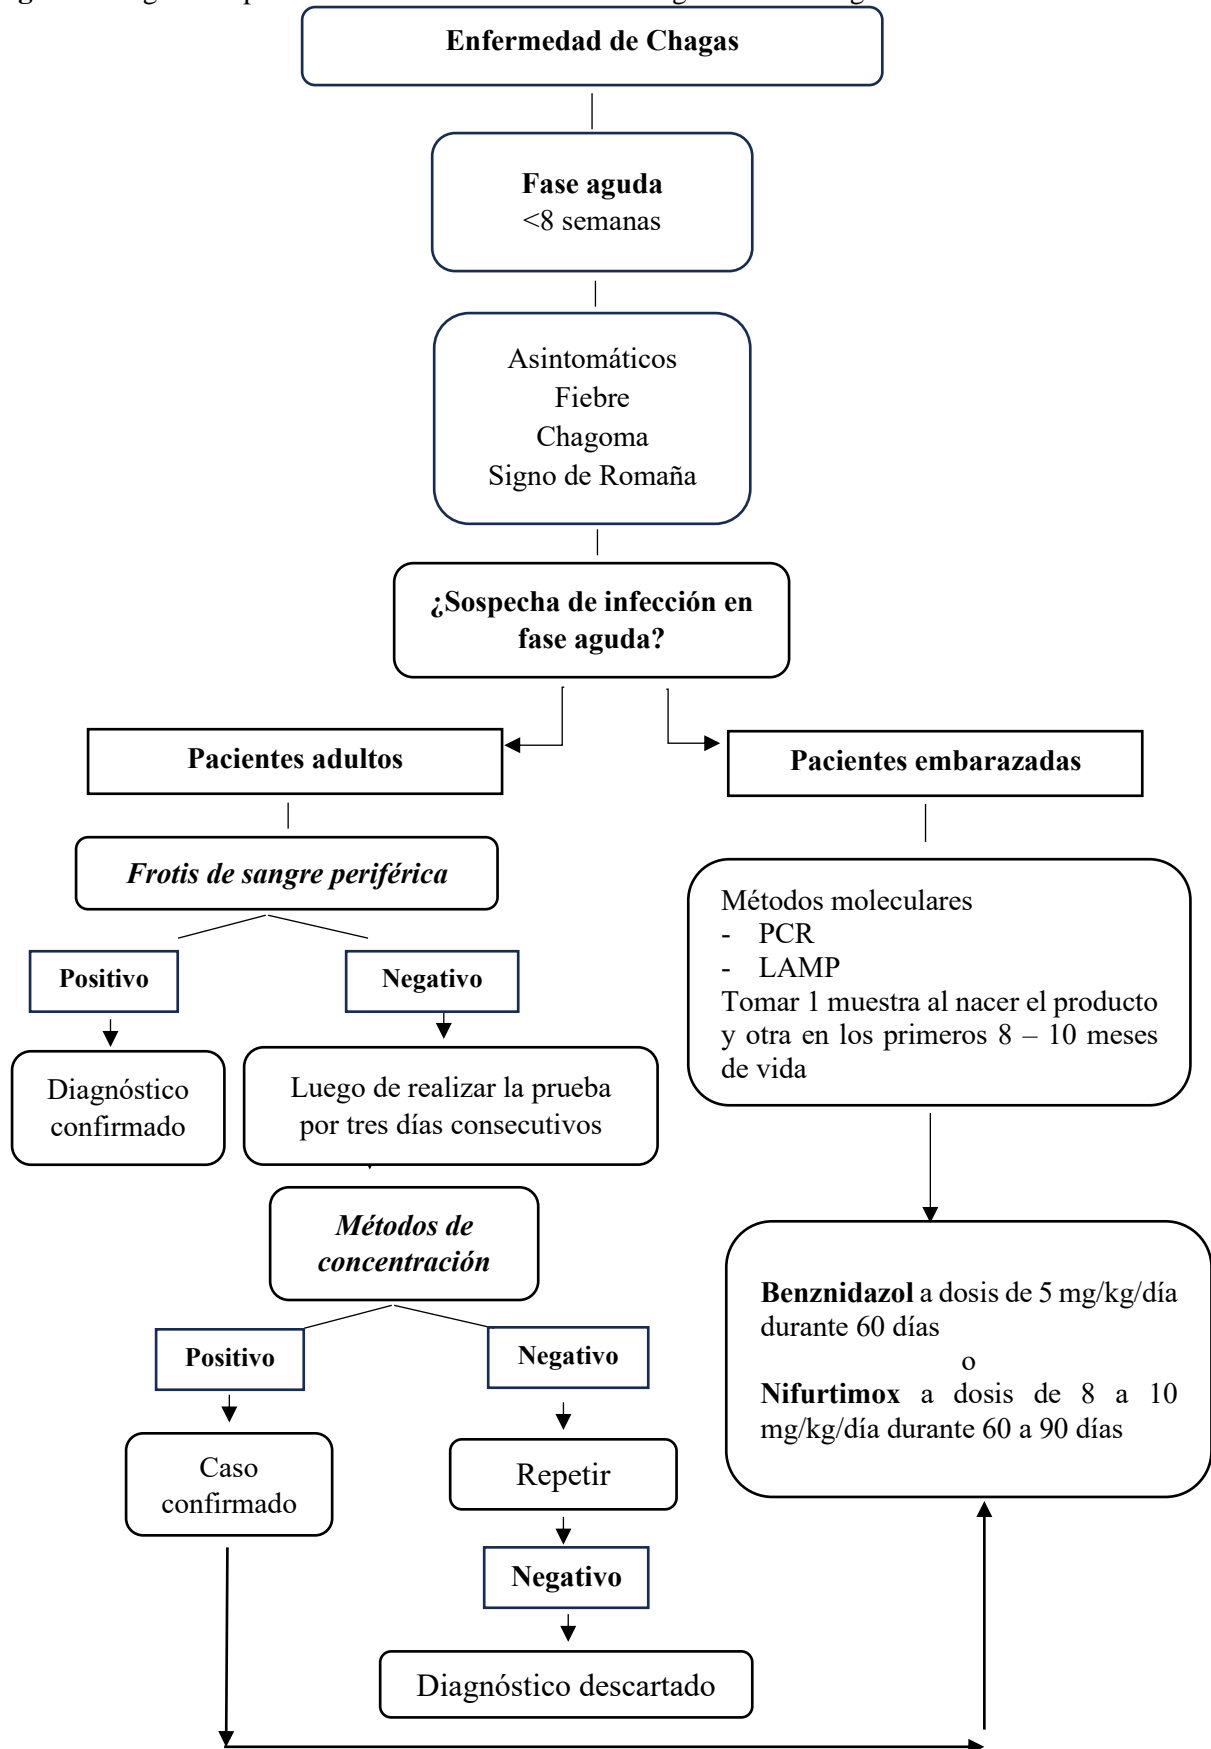 Enfermedad de Chagas
Fase aguda
<8 semanas
Asintomáticos
Fiebre
Chagoma
Signo de Romaña
¿Sospecha de infección en
fase aguda?
Pacientes adultos
Pacientes embarazadas
Frotis de sangre periférica
Positivo
Negativo
Diagnóstico
confirmado
Luego de realizar la prueba
por tres días consecutivos
Métodos moleculares
- PCR
- LAMP
Tomar 1 muestra al nacer el producto
y otra en los primeros 8 – 10 meses
de vida
Métodos de
concentración
Positivo
Negativo
Caso
confirmado
Repetir
Negativo
Diagnóstico descartado
Benznidazol a dosis de 5 mg/kg/día
durante 60 días
o
Nifurtimox a dosis de 8 a 10
mg/kg/día durante 60 a 90 días